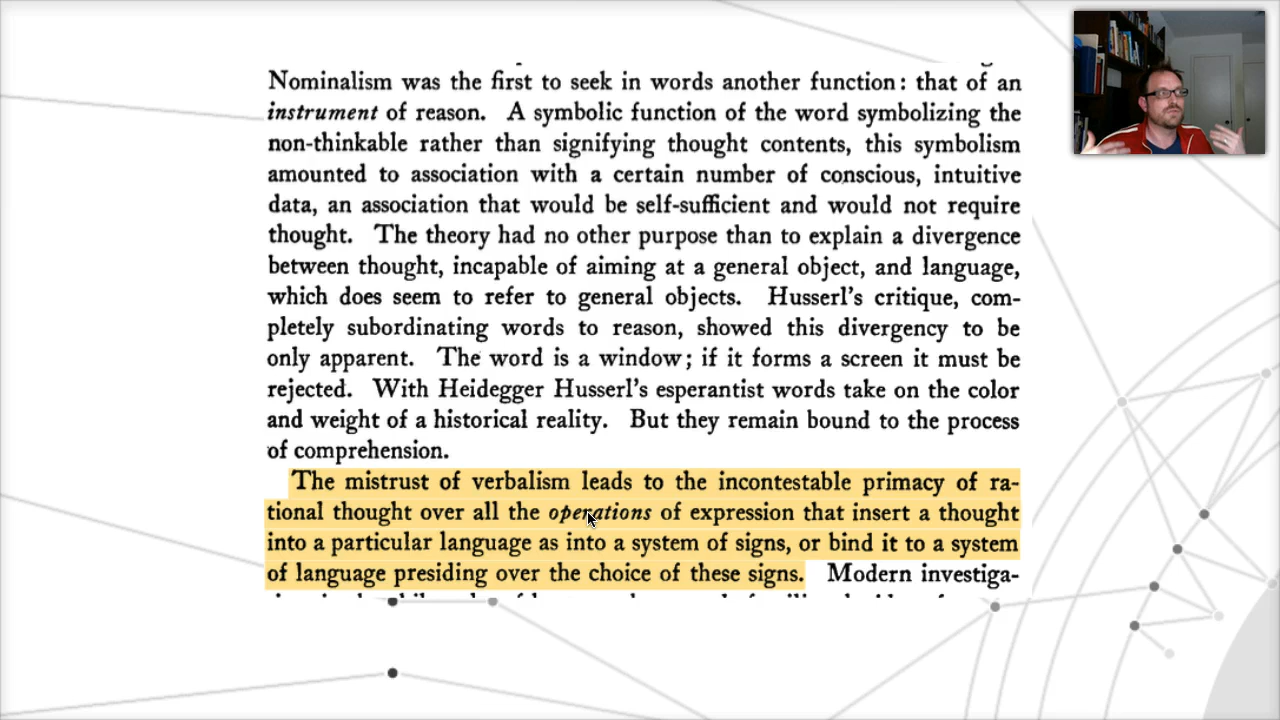 Nominalism was the first to seek in words another function: that of an
instrument of reason. A symbolic function of the word symbolizing the
non-thinkable rather than signifying thought contents, this symbolism
amounted to association with a certain number of conscious, intuitive
data, an association that would be self-sufficient and would not require
thought. The theory had no other purpose than to explain a divergence
between thought, incapable of aiming at a general object, and language,
which does seem to refer to general objects. Husserl's critique, com-
pletely subordinating words to reason, showed this divergency to be
only apparent. The word is a window; if it forms a screen it must be
rejected. With Heidegger Husserl's esperantist words take on the color
and weight of a historical reality. But they remain bound to the process
of comprehension.
The mistrust of verbalism leads to the incontestable primacy of ra-
tional thought over all the operations of expression that insert a thought
into a particular language as into a system of signs, or bind it to a system
of language presiding over the choice of these signs. Modern investiga-